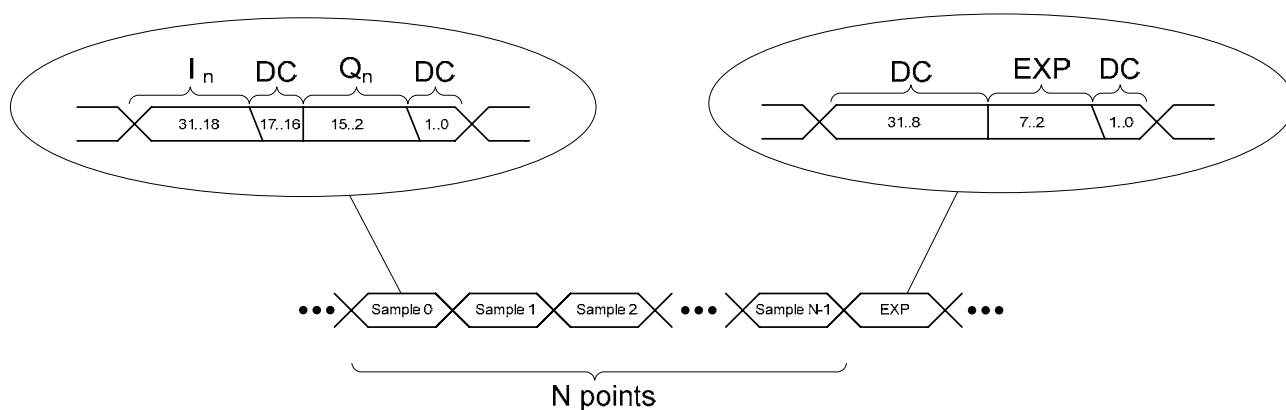 I n DC Q n DC
31..18 17..16 15..2 1..0
DC EXP DC
31..8 7..2 1..0
Sample 0 Sample 1 Sample 2 Sample N-1 EXP
N points